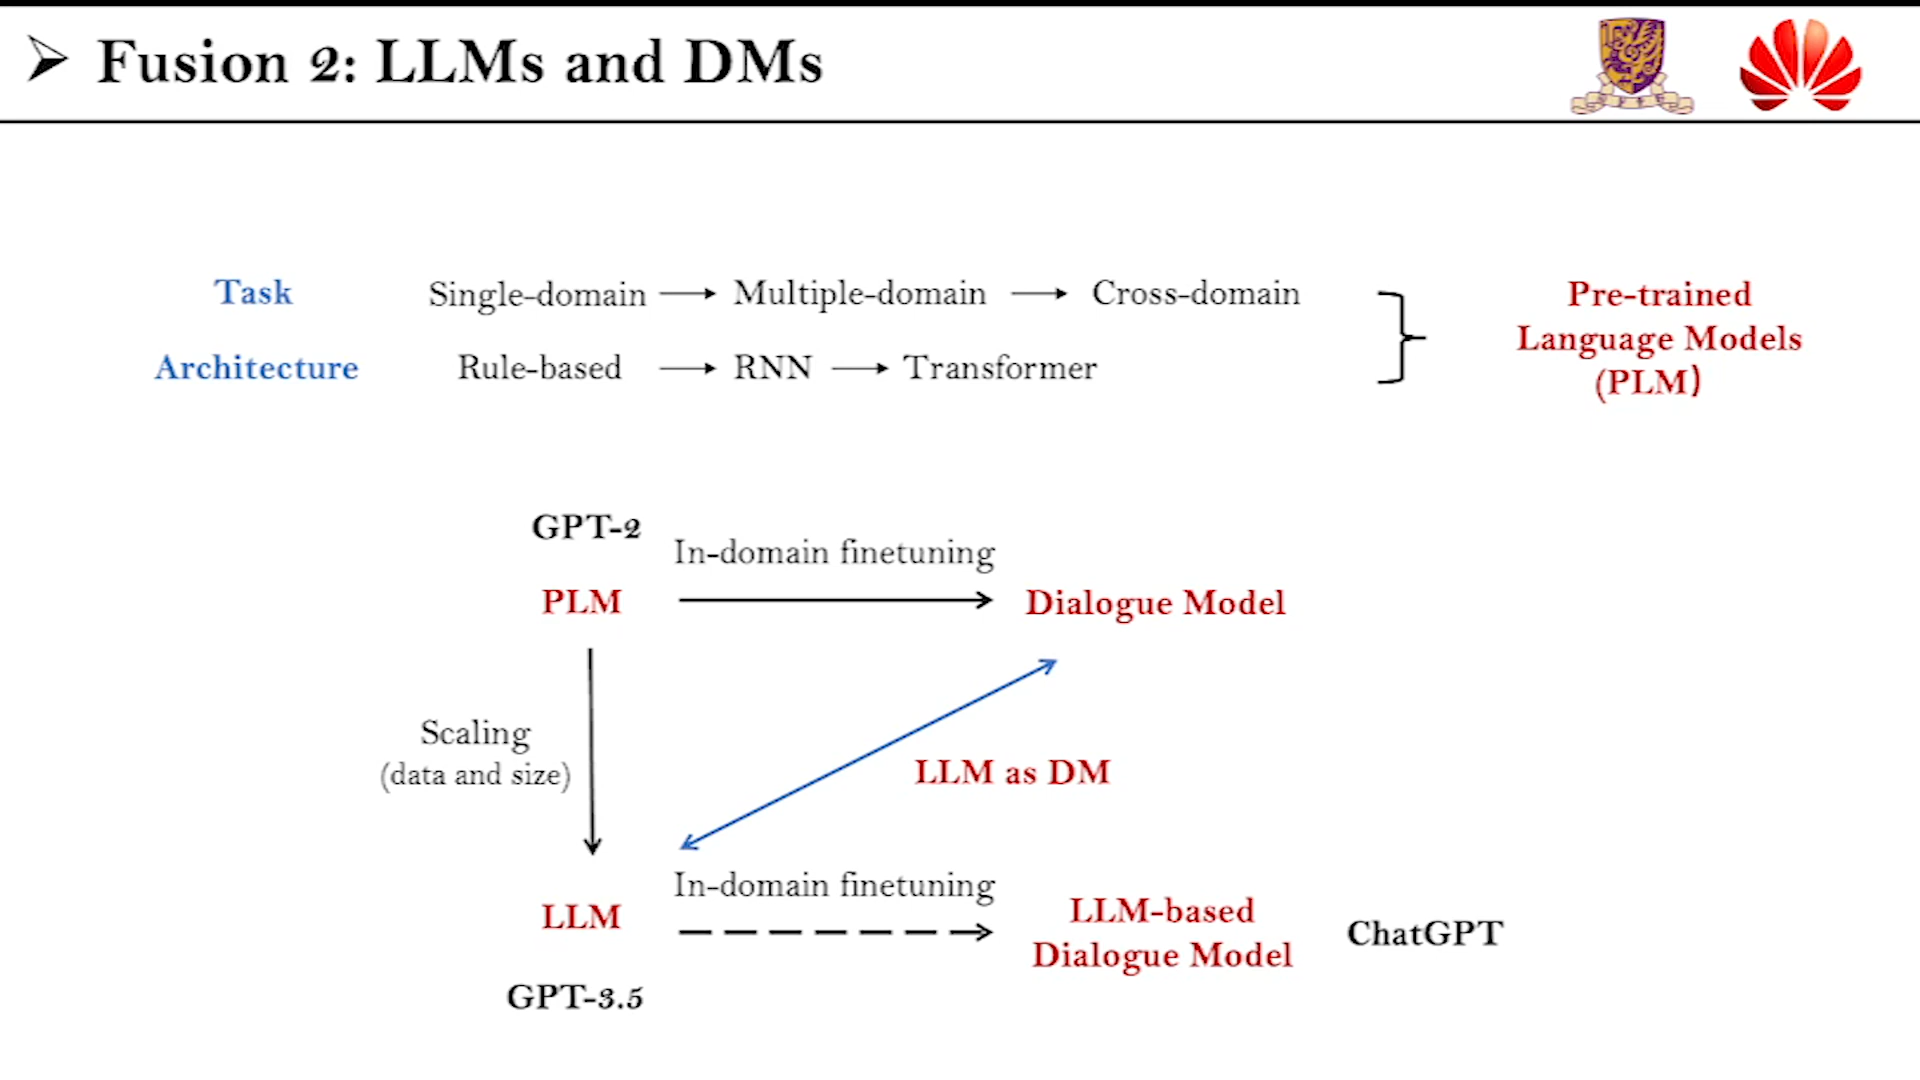 Fusion 2: LLMs and DMs
Task Single-domain Multiple-domain Cross-domain
Architecture Rule-based RNN Transformer
Pre-trained
Language Models
(PLM)
GPT-2
In-domain finetuning
PLM Dialogue Model
Scaling
(data and size)
LLM as DM
In-domain finetuning
LLM
LLM-based
Dialogue Model
ChatGPT
GPT-3.5